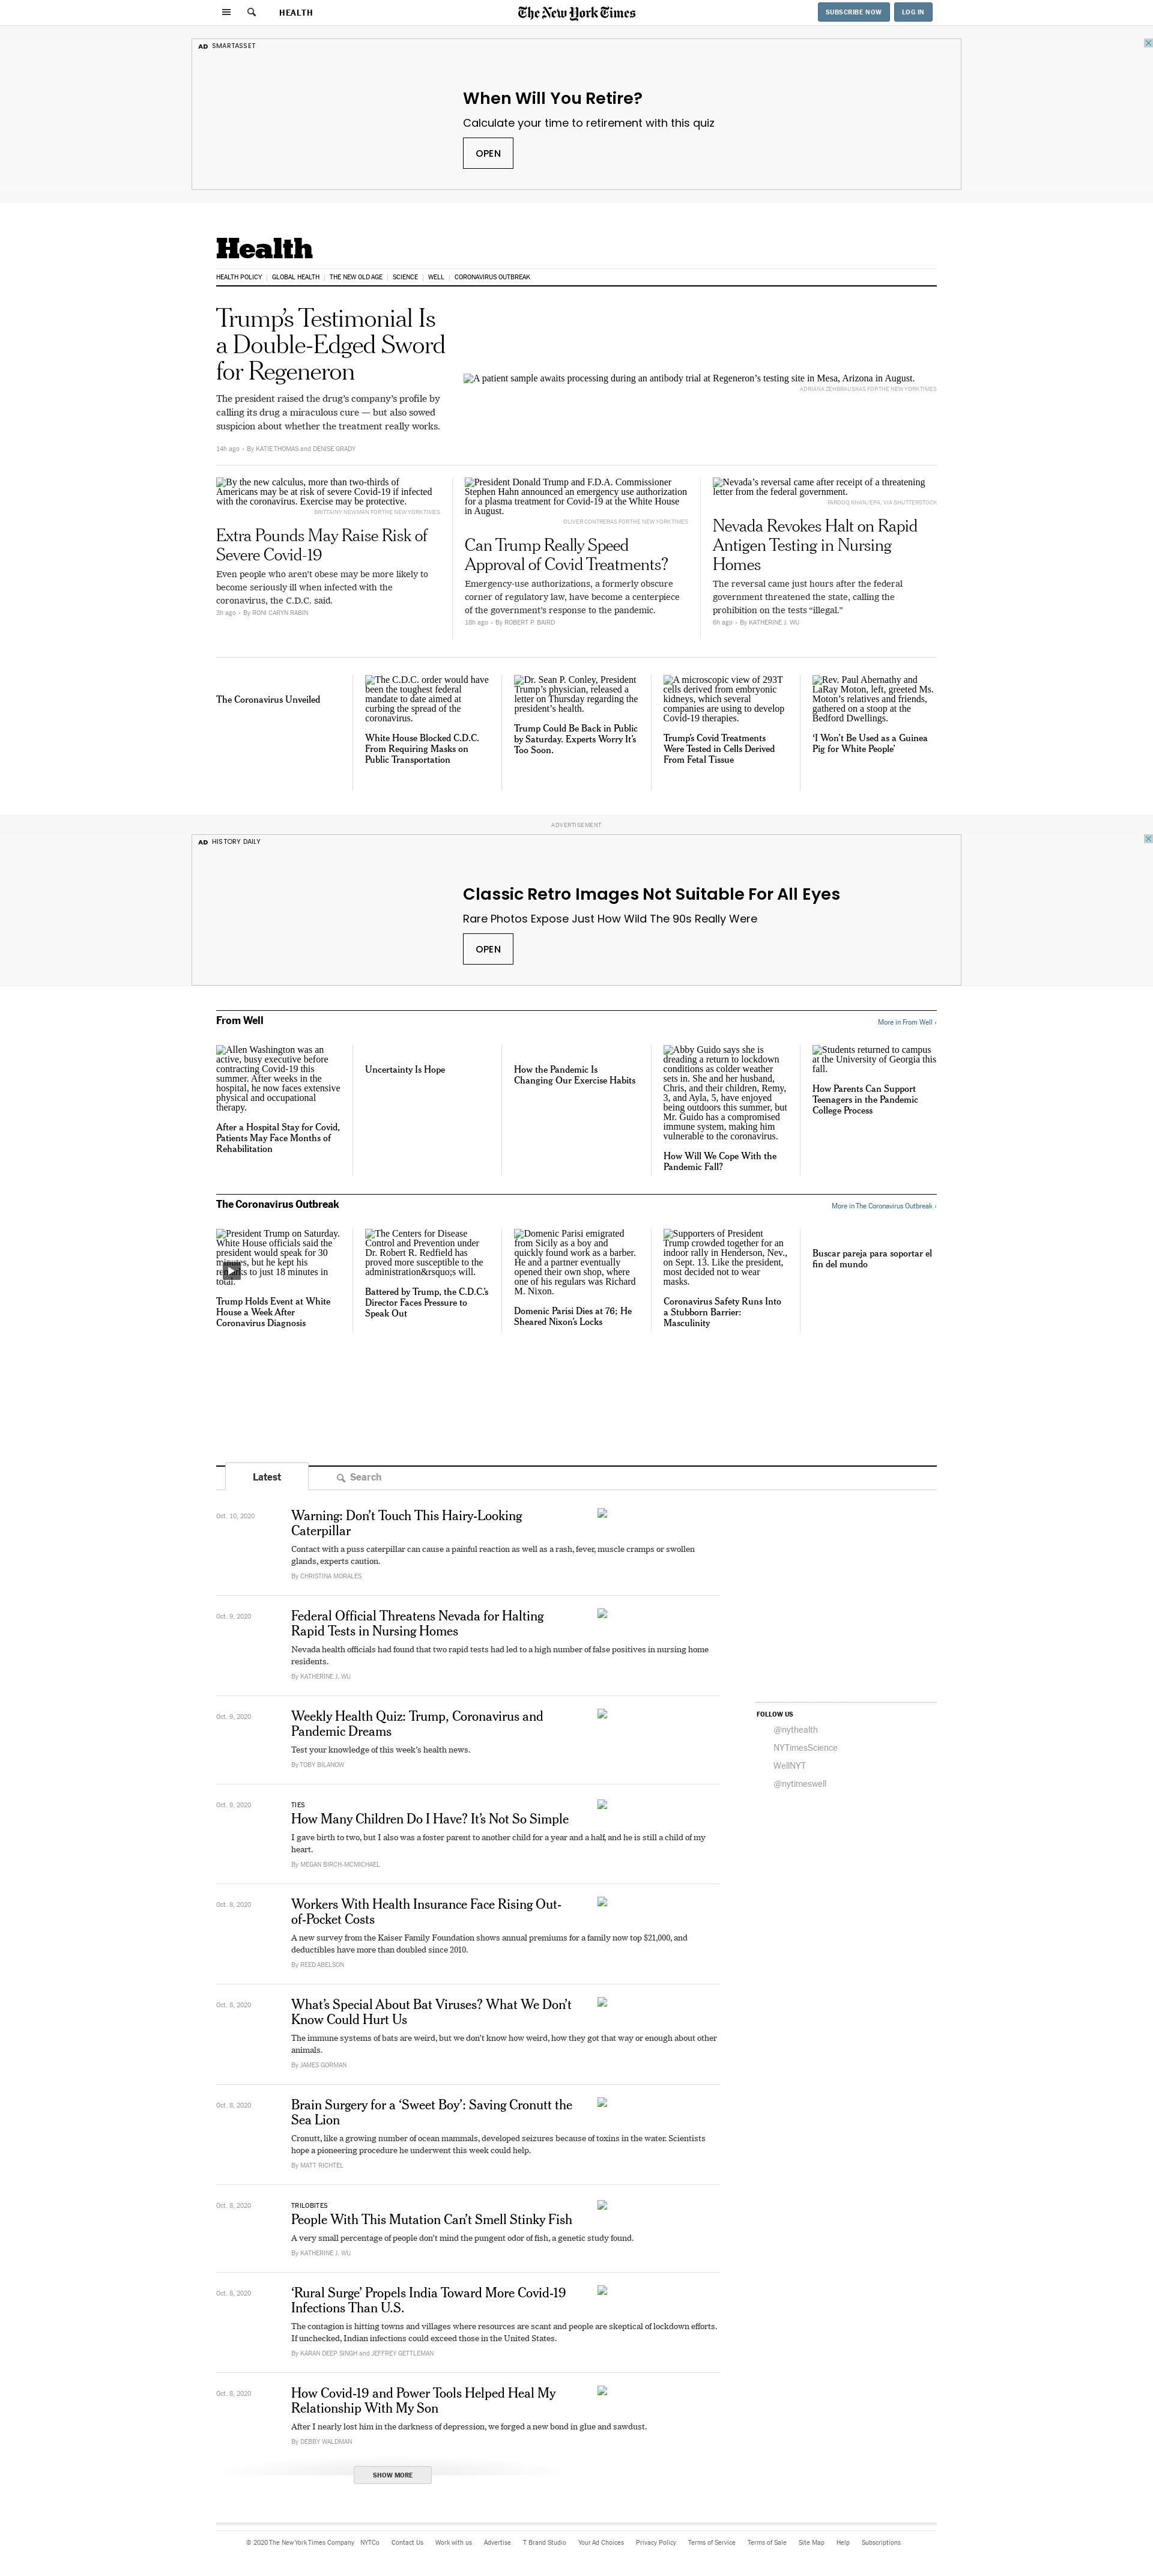 HEALTH
The New York Times
SUBSCRIBE NOW
LOG IN
AD SMARTASSET
When Will You Retire?
Calculate your time to retirement with this quiz
OPEN
Health
HEALTH POLICY
GLOBAL HEALTH
THE NEW OLD AGE
SCIENCE
WELL
CORONAVIRUS OUTBREAK
Trump’s Testimonial Is
a Double-Edged Sword
for Regeneron
The president raised the drug’s company’s profile by
calling its drug a miraculous cure — but also sowed
suspicion about whether the treatment really works.
14h ago · By KATIE THOMAS and DENISE GRADY
A patient sample awaits processing during an antibody trial at Regeneron’s testing site in Mesa, Arizona in August.
ADRIANA ZEHBRAUSKAS FOR THE NEW YORK TIMES
By the new calculus, more than two-thirds of
Americans may be at risk of severe Covid-19 if infected
with the coronavirus. Exercise may be protective.
BRITTAINY NEWMAN FOR THE NEW YORK TIMES
Extra Pounds May Raise Risk of
Severe Covid-19
Even people who aren’t obese may be more likely to
become seriously ill when infected with the
coronavirus, the C.D.C. said.
3h ago · By RONI CARYN RABIN
President Donald Trump and F.D.A. Commissioner
Stephen Hahn announced an emergency use authorization
for a plasma treatment for Covid-19 at the White House
in August.
OLIVER CONTRERAS FOR THE NEW YORK TIMES
Can Trump Really Speed
Approval of Covid Treatments?
Emergency-use authorizations, a formerly obscure
corner of regulatory law, have become a centerpiece
of the government’s response to the pandemic.
18h ago · By ROBERT P. BAIRD
Nevada’s reversal came after receipt of a threatening
letter from the federal government.
FAROOQ KHAN/EPA, VIA SHUTTERSTOCK
Nevada Revokes Halt on Rapid
Antigen Testing in Nursing
Homes
The reversal came just hours after the federal
government threatened the state, calling the
prohibition on the tests “illegal.”
6h ago · By KATHERINE J. WU
The Coronavirus Unveiled
The C.D.C. order would have
been the toughest federal
mandate to date aimed at
curbing the spread of the
coronavirus.
White House Blocked C.D.C.
From Requiring Masks on
Public Transportation
Dr. Sean P. Conley, President
Trump’s physician, released a
letter on Thursday regarding the
president’s health.
Trump Could Be Back in Public
by Saturday. Experts Worry It’s
Too Soon.
A microscopic view of 293T
cells derived from embryonic
kidneys, which several
companies are using to develop
Covid-19 therapies.
Trump’s Covid Treatments
Were Tested in Cells Derived
From Fetal Tissue
Rev. Paul Abernathy and
LaRay Moton, left, greeted Ms.
Moton’s relatives and friends,
gathered on a stoop at the
Bedford Dwellings.
‘I Won’t Be Used as a Guinea
Pig for White People’
ADVERTISEMENT
AD HISTORY DAILY
Classic Retro Images Not Suitable For All Eyes
Rare Photos Expose Just How Wild The 90s Really Were
OPEN
From Well
More in From Well ›
Allen Washington was an
active, busy executive before
contracting Covid-19 this
summer. After weeks in the
hospital, he now faces extensive
physical and occupational
therapy.
After a Hospital Stay for Covid,
Patients May Face Months of
Rehabilitation
Uncertainty Is Hope
How the Pandemic Is
Changing Our Exercise Habits
Abby Guido says she is
dreading a return to lockdown
conditions as colder weather
sets in. She and her husband,
Chris, and their children, Remy,
3, and Ayla, 5, have enjoyed
being outdoors this summer, but
Mr. Guido has a compromised
immune system, making him
vulnerable to the coronavirus.
How Will We Cope With the
Pandemic Fall?
Students returned to campus
at the University of Georgia this
fall.
How Parents Can Support
Teenagers in the Pandemic
College Process
The Coronavirus Outbreak
More in The Coronavirus Outbreak ›
President Trump on Saturday.
White House officials said the
president would speak for 30
minutes, but he kept his
remarks to just 18 minutes in
total.
Trump Holds Event at White
House a Week After
Coronavirus Diagnosis
The Centers for Disease
Control and Prevention under
Dr. Robert R. Redfield has
proved more susceptible to the
administration&rsquo;s will.
Battered by Trump, the C.D.C.’s
Director Faces Pressure to
Speak Out
Domenic Parisi emigrated
from Sicily as a boy and
quickly found work as a barber.
He and a partner eventually
opened their own shop, where
one of his regulars was Richard
M. Nixon.
Domenic Parisi Dies at 76; He
Sheared Nixon’s Locks
Supporters of President
Trump crowded together for an
indoor rally in Henderson, Nev.,
on Sept. 13. Like the president,
most decided not to wear
masks.
Coronavirus Safety Runs Into
a Stubborn Barrier:
Masculinity
Buscar pareja para soportar el
fin del mundo
Latest
Search
Oct. 10, 2020
Warning: Don’t Touch This Hairy-Looking
Caterpillar
Contact with a puss caterpillar can cause a painful reaction as well as a rash, fever, muscle cramps or swollen
glands, experts caution.
By CHRISTINA MORALES
Oct. 9, 2020
Federal Official Threatens Nevada for Halting
Rapid Tests in Nursing Homes
Nevada health officials had found that two rapid tests had led to a high number of false positives in nursing home
residents.
By KATHERINE J. WU
Oct. 9, 2020
Weekly Health Quiz: Trump, Coronavirus and
Pandemic Dreams
Test your knowledge of this week’s health news.
By TOBY BILANOW
FOLLOW US
@nythealth
NYTimesScience
WellNYT
@nytimeswell
Oct. 9, 2020
TIES
How Many Children Do I Have? It’s Not So Simple
I gave birth to two, but I also was a foster parent to another child for a year and a half, and he is still a child of my
heart.
By MEGAN BIRCH-MCMICHAEL
Oct. 8, 2020
Workers With Health Insurance Face Rising Out-
of-Pocket Costs
A new survey from the Kaiser Family Foundation shows annual premiums for a family now top $21,000, and
deductibles have more than doubled since 2010.
By REED ABELSON
Oct. 8, 2020
What’s Special About Bat Viruses? What We Don’t
Know Could Hurt Us
The immune systems of bats are weird, but we don’t know how weird, how they got that way or enough about other
animals.
By JAMES GORMAN
Oct. 8, 2020
Brain Surgery for a ‘Sweet Boy’: Saving Cronutt the
Sea Lion
Cronutt, like a growing number of ocean mammals, developed seizures because of toxins in the water. Scientists
hope a pioneering procedure he underwent this week could help.
By MATT RICHTEL
Oct. 8, 2020
TRILOBITES
People With This Mutation Can’t Smell Stinky Fish
A very small percentage of people don’t mind the pungent odor of fish, a genetic study found.
By KATHERINE J. WU
Oct. 8, 2020
‘Rural Surge’ Propels India Toward More Covid-19
Infections Than U.S.
The contagion is hitting towns and villages where resources are scant and people are skeptical of lockdown efforts.
If unchecked, Indian infections could exceed those in the United States.
By KARAN DEEP SINGH and JEFFREY GETTLEMAN
Oct. 8, 2020
How Covid-19 and Power Tools Helped Heal My
Relationship With My Son
After I nearly lost him in the darkness of depression, we forged a new bond in glue and sawdust.
By DEBBY WALDMAN
SHOW MORE
© 2020 The New York Times Company NYTCo Contact Us Work with us Advertise T Brand Studio Your Ad Choices Privacy Policy Terms of Service Terms of Sale Site Map Help Subscriptions